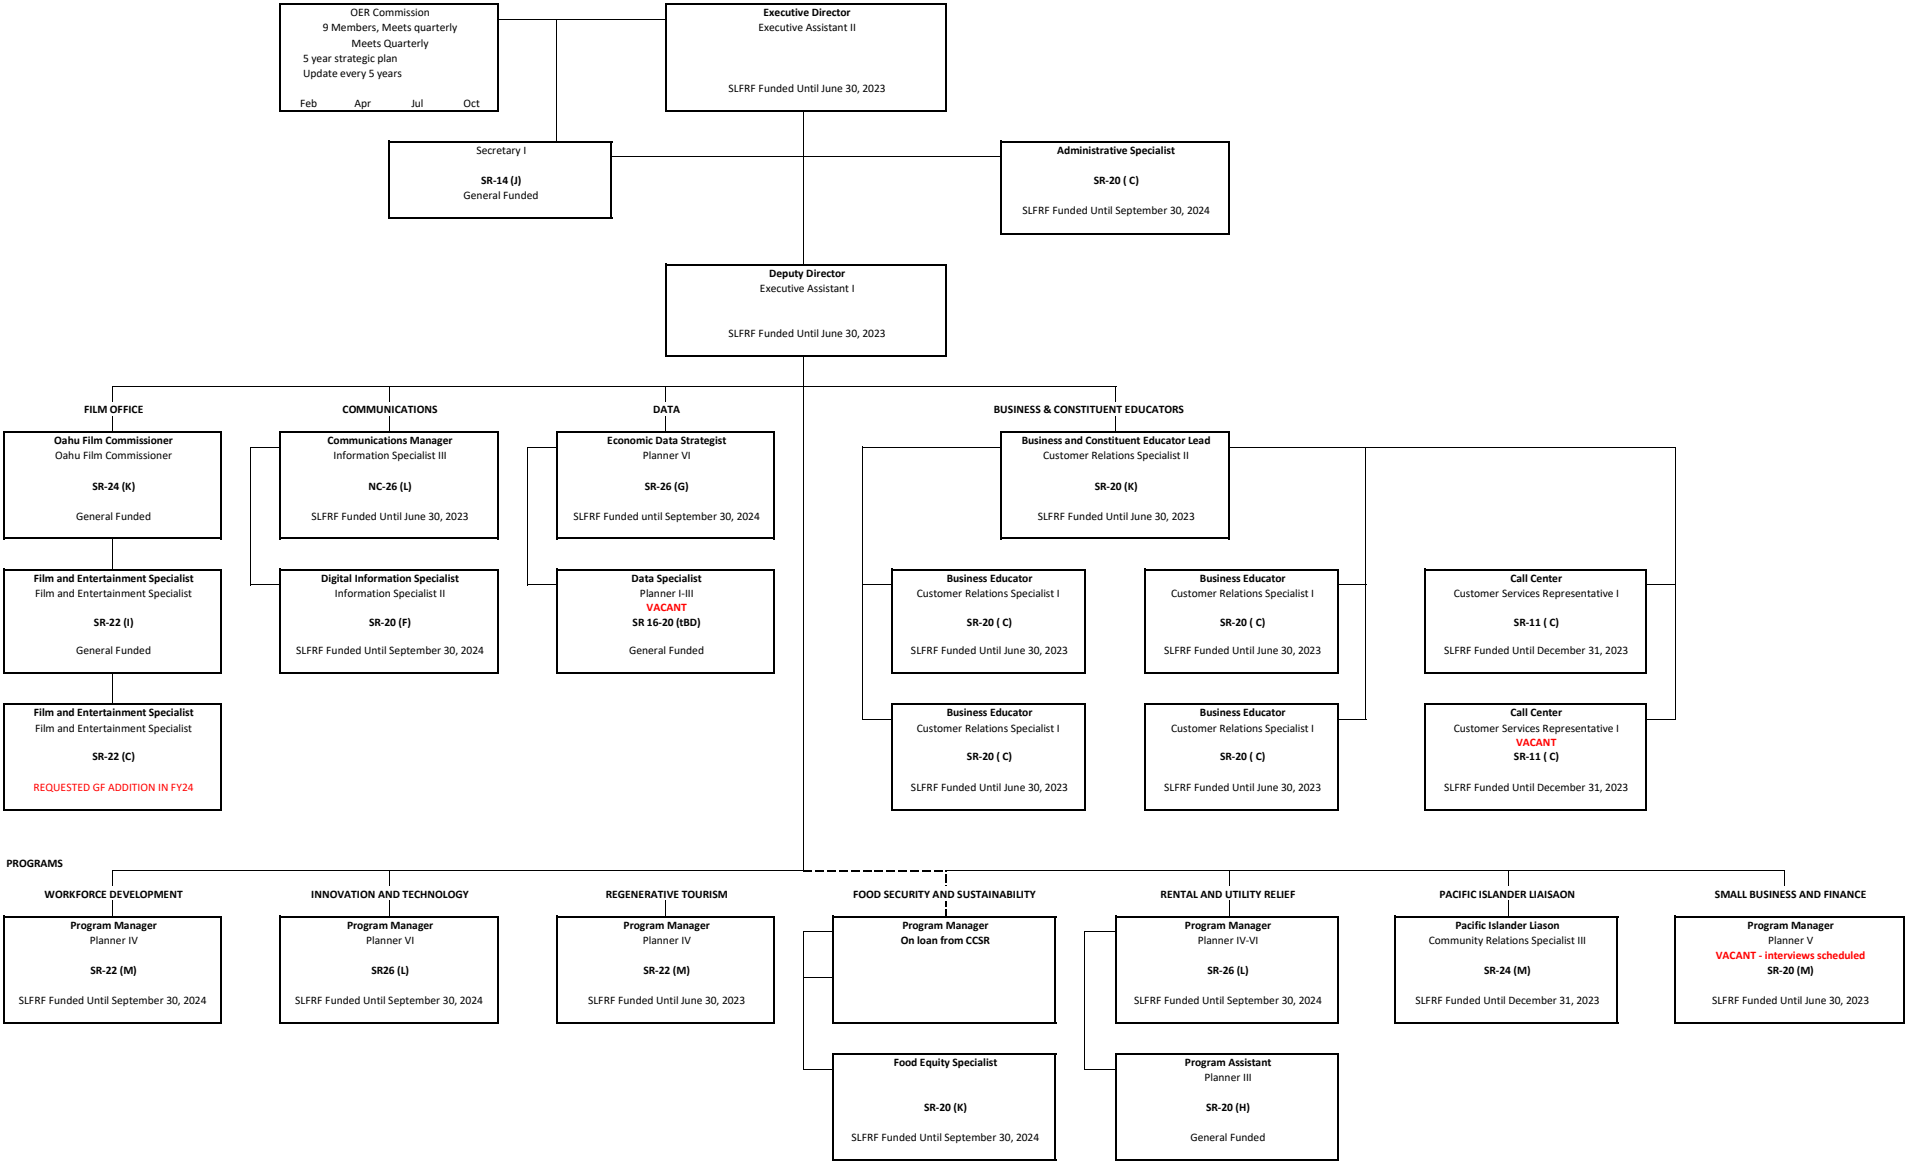 OER Commission
9 Members, Meets quarterly
Meets Quarterly
5 year strategic plan
Update every 5 years
Feb Apr Jul Oct
Executive Director
Executive Assistant II
SLFRF Funded Until June 30, 2023
Secretary I
SR-14 (J)
General Funded
Administrative Specialist
SR-20 ( C)
SLFRF Funded Until September 30, 2024
Deputy Director
Executive Assistant I
SLFRF Funded Until June 30, 2023
FILM OFFICE
Oahu Film Commissioner
Oahu Film Commissioner
SR-24 (K)
General Funded
Film and Entertainment Specialist
Film and Entertainment Specialist
SR-22 (I)
General Funded
Film and Entertainment Specialist
Film and Entertainment Specialist
SR-22 (C)
REQUESTED GF ADDITION IN FY24
COMMUNICATIONS
Communications Manager
Information Specialist III
NC-26 (L)
SLFRF Funded Until June 30, 2023
Digital Information Specialist
Information Specialist II
SR-20 (F)
SLFRF Funded Until September 30, 2024
DATA
Economic Data Strategist
Planner VI
SR-26 (G)
SLFRF Funded until September 30, 2024
Data Specialist
Planner I-III
VACANT
SR 16-20 (tBD)
General Funded
BUSINESS & CONSTITUENT EDUCATORS
Business and Constituent Educator Lead
Customer Relations Specialist II
SR-20 (K)
SLFRF Funded Until June 30, 2023
Business Educator
Customer Relations Specialist I
SR-20 ( C)
SLFRF Funded Until June 30, 2023
Business Educator
Customer Relations Specialist I
SR-20 ( C)
SLFRF Funded Until June 30, 2023
Call Center
Customer Services Representative I
SR-11 ( C)
SLFRF Funded Until December 31, 2023
Business Educator
Customer Relations Specialist I
SR-20 ( C)
SLFRF Funded Until June 30, 2023
Business Educator
Customer Relations Specialist I
SR-20 ( C)
SLFRF Funded Until June 30, 2023
Call Center
Customer Services Representative I
VACANT
SR-11 ( C)
SLFRF Funded Until December 31, 2023
PROGRAMS
WORKFORCE DEVELOPMENT
Program Manager
Planner IV
SR-22 (M)
SLFRF Funded Until September 30, 2024
INNOVATION AND TECHNOLOGY
Program Manager
Planner VI
SR26 (L)
SLFRF Funded Until September 30, 2024
REGENERATIVE TOURISM
Program Manager
Planner IV
SR-22 (M)
SLFRF Funded Until June 30, 2023
FOOD SECURITY AND SUSTAINABILITY
Program Manager
On loan from CCSR
Food Equity Specialist
SR-20 (K)
SLFRF Funded Until September 30, 2024
RENTAL AND UTILITY RELIEF
Program Manager
Planner IV-VI
SR-26 (L)
SLFRF Funded Until September 30, 2024
Program Assistant
Planner III
SR-20 (H)
General Funded
PACIFIC ISLANDER LIAISAON
Pacific Islander Liason
Community Relations Specialist III
SR-24 (M)
SLFRF Funded Until December 31, 2023
SMALL BUSINESS AND FINANCE
Program Manager
Planner V
VACANT - interviews scheduled
SR-20 (M)
SLFRF Funded Until June 30, 2023